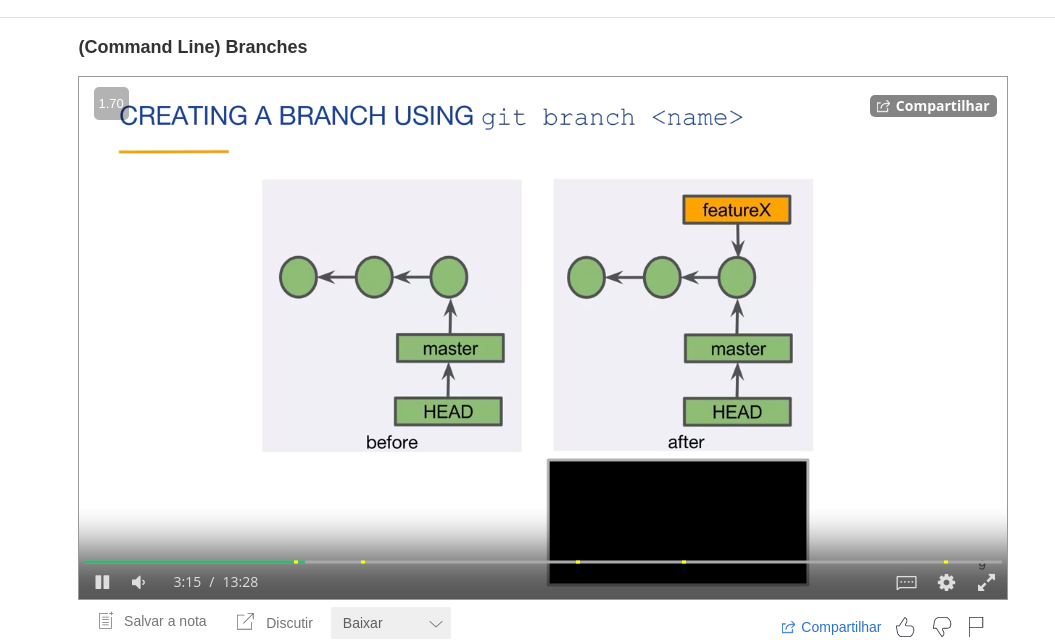 (Command Line) Branches
1.70
CREATING A BRANCH USING git branch <name>
Compartilhar
featureX
master
master
HEAD
HEAD
before
after
3:15 / 13:28
Salvar a nota
Discutir
Baixar
Compartilhar